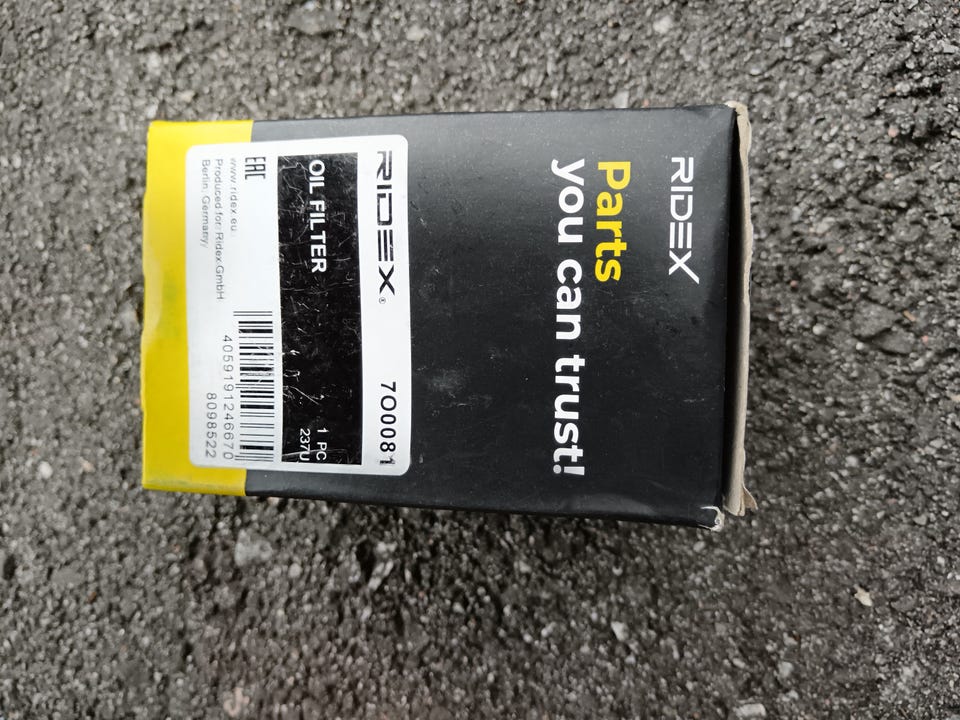 RIDEX
Parts
you can trust!
RIDEX® 7O0081
OIL FILTER 1 PC
237U
EAC
www.ridex.eu
Produced for: Ridex GmbH
Berlin, Germany,
4059191246670
8098522